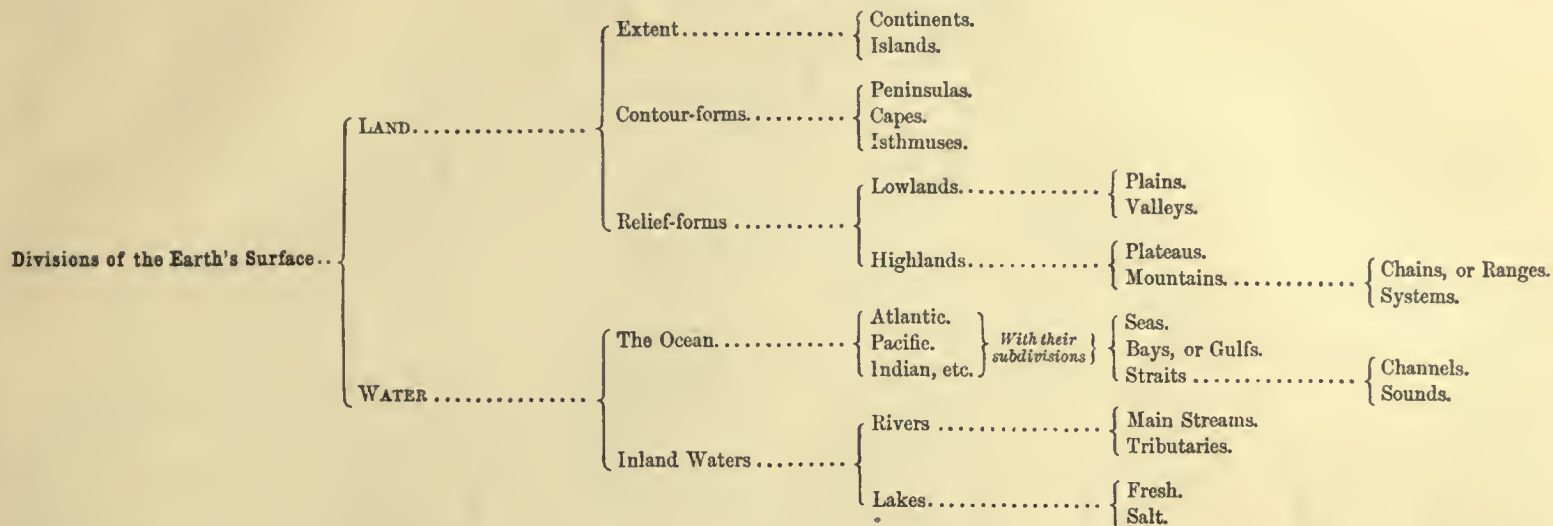 Divisions of the Earth's Surface..
LAND................
Extent..................
Continents.
Islands.
Contour-forms..........
Peninsulas.
Capes.
Isthmuses.
Relief-forms ............
Lowlands..............
Plains.
Valleys.
Highlands..............
Plateaus.
Mountains..............
Chains, or Ranges.
Systems.
WATER ...............
The Ocean..............
Atlantic.
Pacific.
Indian, etc.
With their
subdivisions
Seas.
Bays, or Gulfs.
Straits ..................
Channels.
Sounds.
Inland Waters ..........
Rivers .................
Main Streams.
Tributaries.
Lakes..................
Fresh.
Salt.